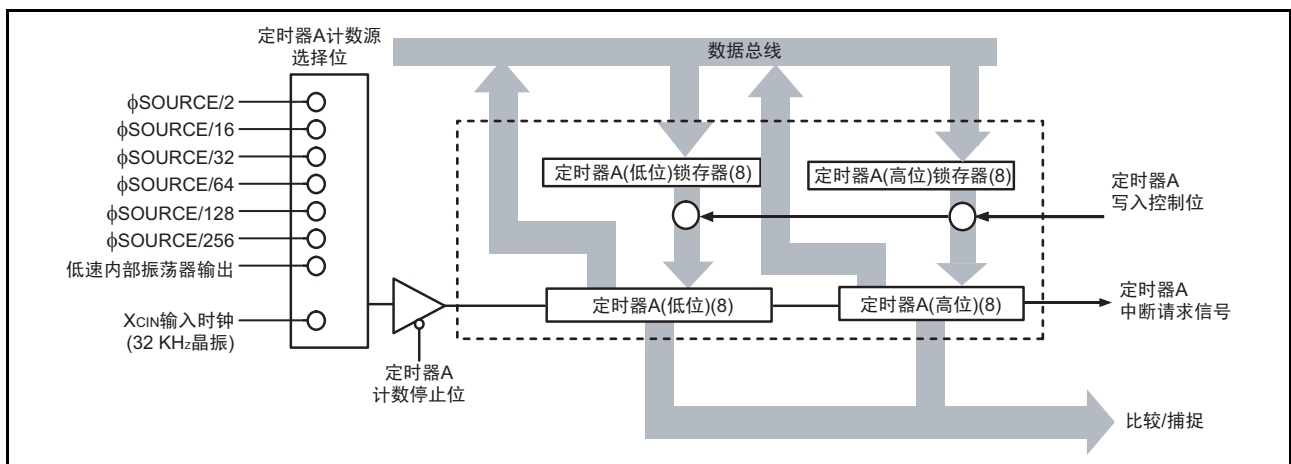 定时器A计数源
选择位
数据总线
ϕSOURCE/2
ϕSOURCE/16
ϕSOURCE/32
ϕSOURCE/64
ϕSOURCE/128
ϕSOURCE/256
低速内部振荡器输出
XCIN输入时钟
(32 KHz晶振)
定时器A(低位)锁存器(8)
定时器A(高位)锁存器(8)
定时器A
写入控制位
定时器A(低位)(8)
定时器A(高位)(8)
定时器A
中断请求信号
定时器A
计数停止位
比较/捕捉